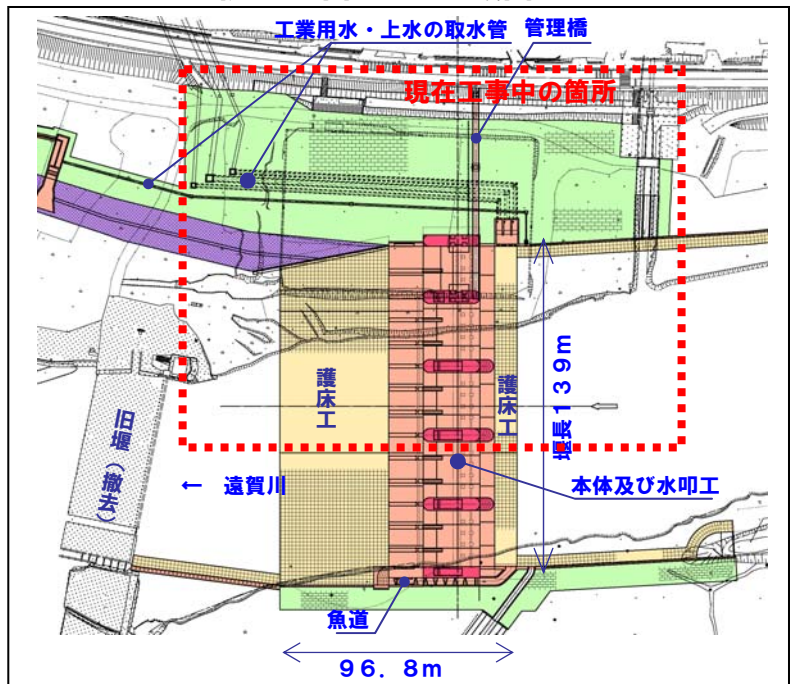 工業用水・上水の取水管 管理橋
現在工事中の箇所
護床工
護床工
堰長139m
旧堰（撤去）
← 遠賀川
本体及び水叩工
魚道
96.8m